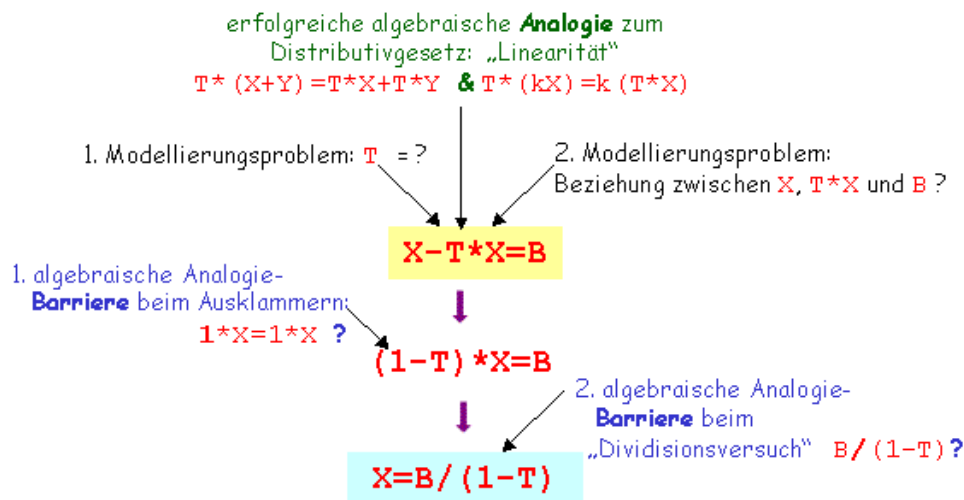 erfolgreiche algebraische Analogie zum
Distributivgesetz: „Linearität“
T*(X+Y)=T*X+T*Y & T*(kX)=k(T*X)
1. Modellierungsproblem: T = ?
2. Modellierungsproblem:
Beziehung zwischen X, T*X und B ?
X-T*X=B
1. algebraische Analogie-
Barriere beim Ausklammern:
1*X=1*X ?
(1-T)*X=B
2. algebraische Analogie-
Barriere beim
„Dividisionsversuch“ B/(1-T)?
X=B/(1-T)